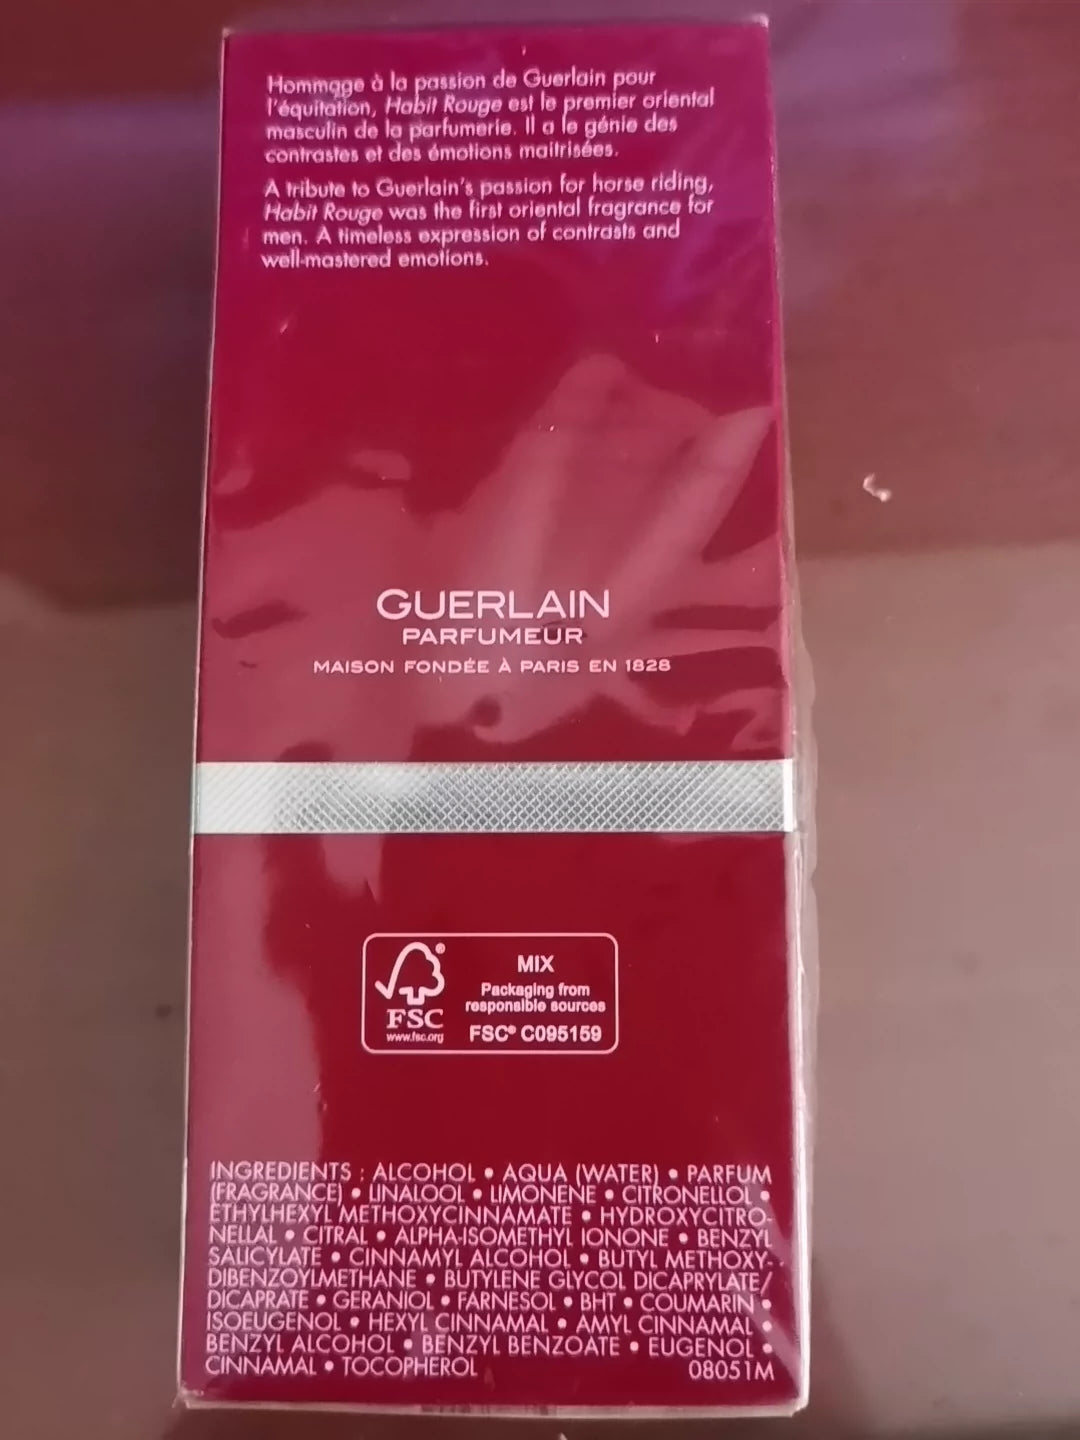 Hommage à la passion de Guerlain pour
l'équitation, Habit Rouge est le premier oriental
masculin de la parfumerie. Il a le génie des
contrastes et des émotions maîtrisées.
A tribute to Guerlain's passion for horse riding,
Habit Rouge was the first oriental fragrance for
men. A timeless expression of contrasts and
well-mastered emotions.
GUERLAIN
PARFUMEUR
MAISON FONDÉE À PARIS EN 1828
FSC®
www.fsc.org
MIX
Packaging from
responsible sources
FSC® C095159
INGREDIENTS : ALCOHOL • AQUA (WATER) • PARFUM
(FRAGRANCE) • LINALOOL • LIMONENE • CITRONELLOL •
ETHYLHEXYL METHOXYCINNAMATE • HYDROXYCITRO-
NELLAL • CITRAL • ALPHA-ISOMETHYL IONONE • BENZYL
SALICYLATE • CINNAMYL ALCOHOL • BUTYL METHOXY-
DIBENZOYLMETHANE • BUTYLENE GLYCOL DICAPRYLATE/
DICAPRATE • GERANIOL • FARNESOL • BHT • COUMARIN •
ISOEUGENOL • HEXYL CINNAMAL • AMYL CINNAMAL •
BENZYL ALCOHOL • BENZYL BENZOATE • EUGENOL •
CINNAMAL • TOCOPHEROL 08051M